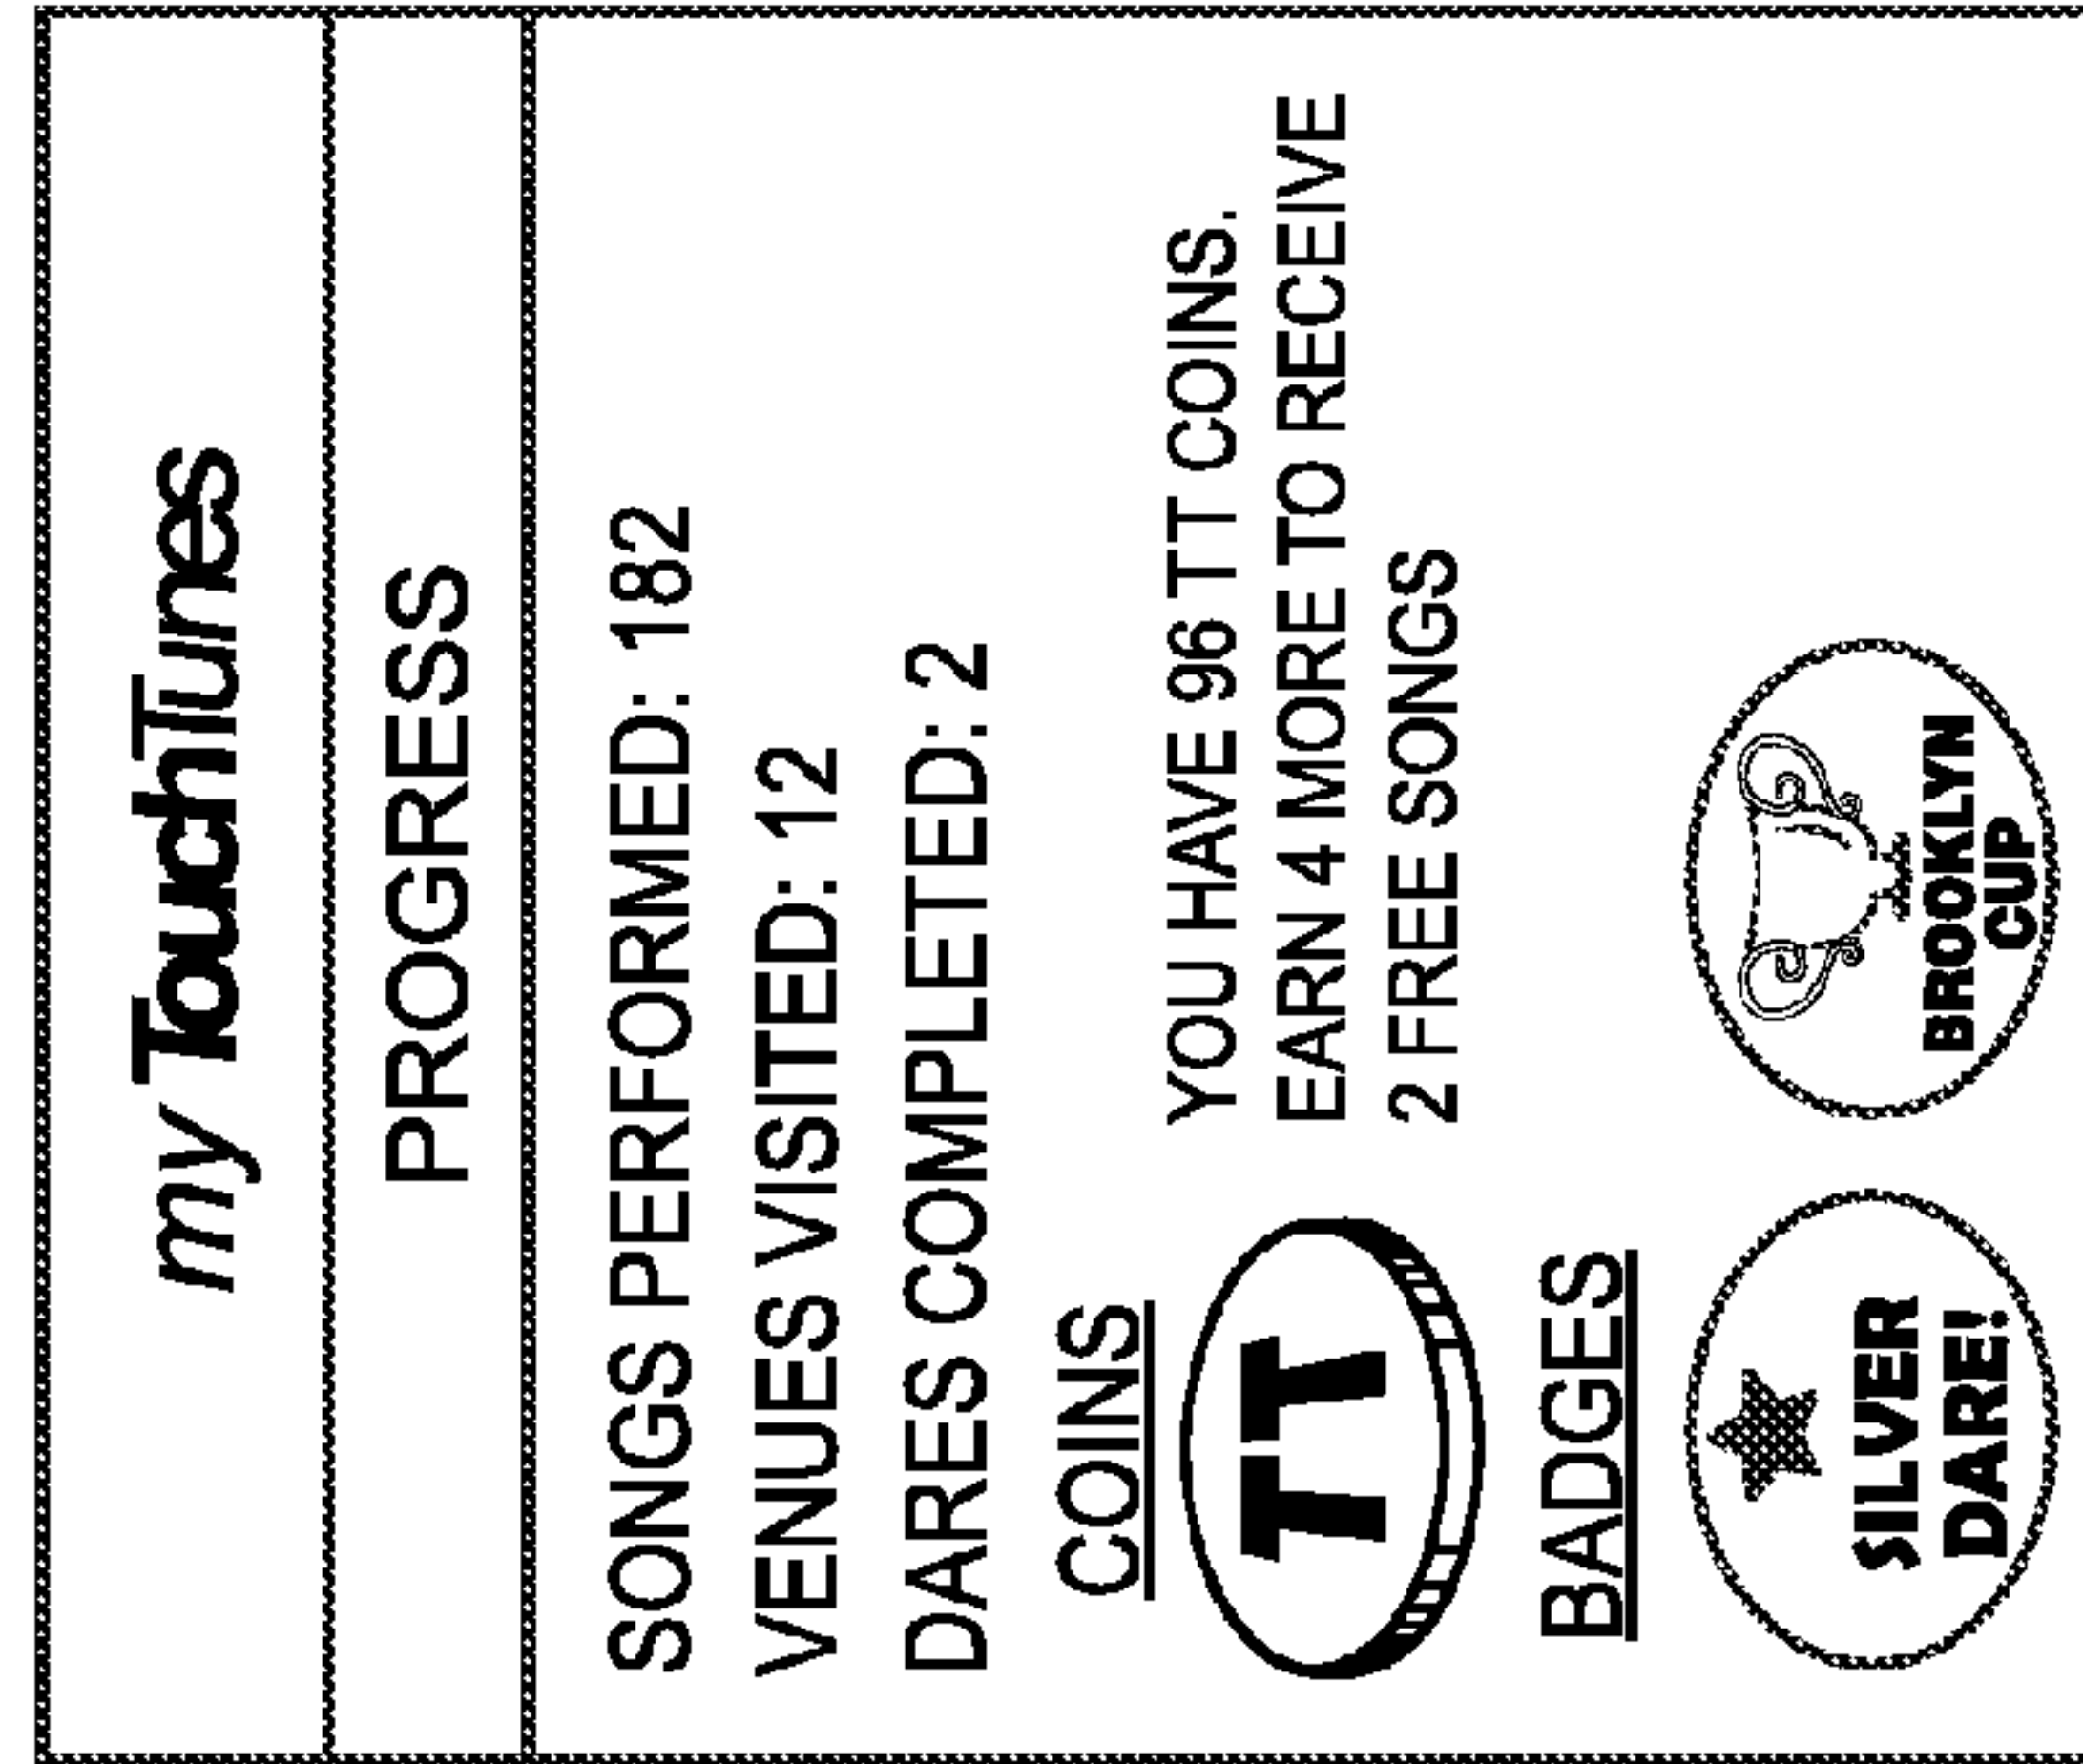 my TouchTunes
PROGRESS
SONGS PERFORMED: 182
VENUES VISITED: 12
DARES COMPLETED: 2
COINS
TT
YOU HAVE 96 TT COINS.
EARN 4 MORE TO RECEIVE
2 FREE SONGS
BADGES
SILVER
DARE!
BROOKLYN
CUP